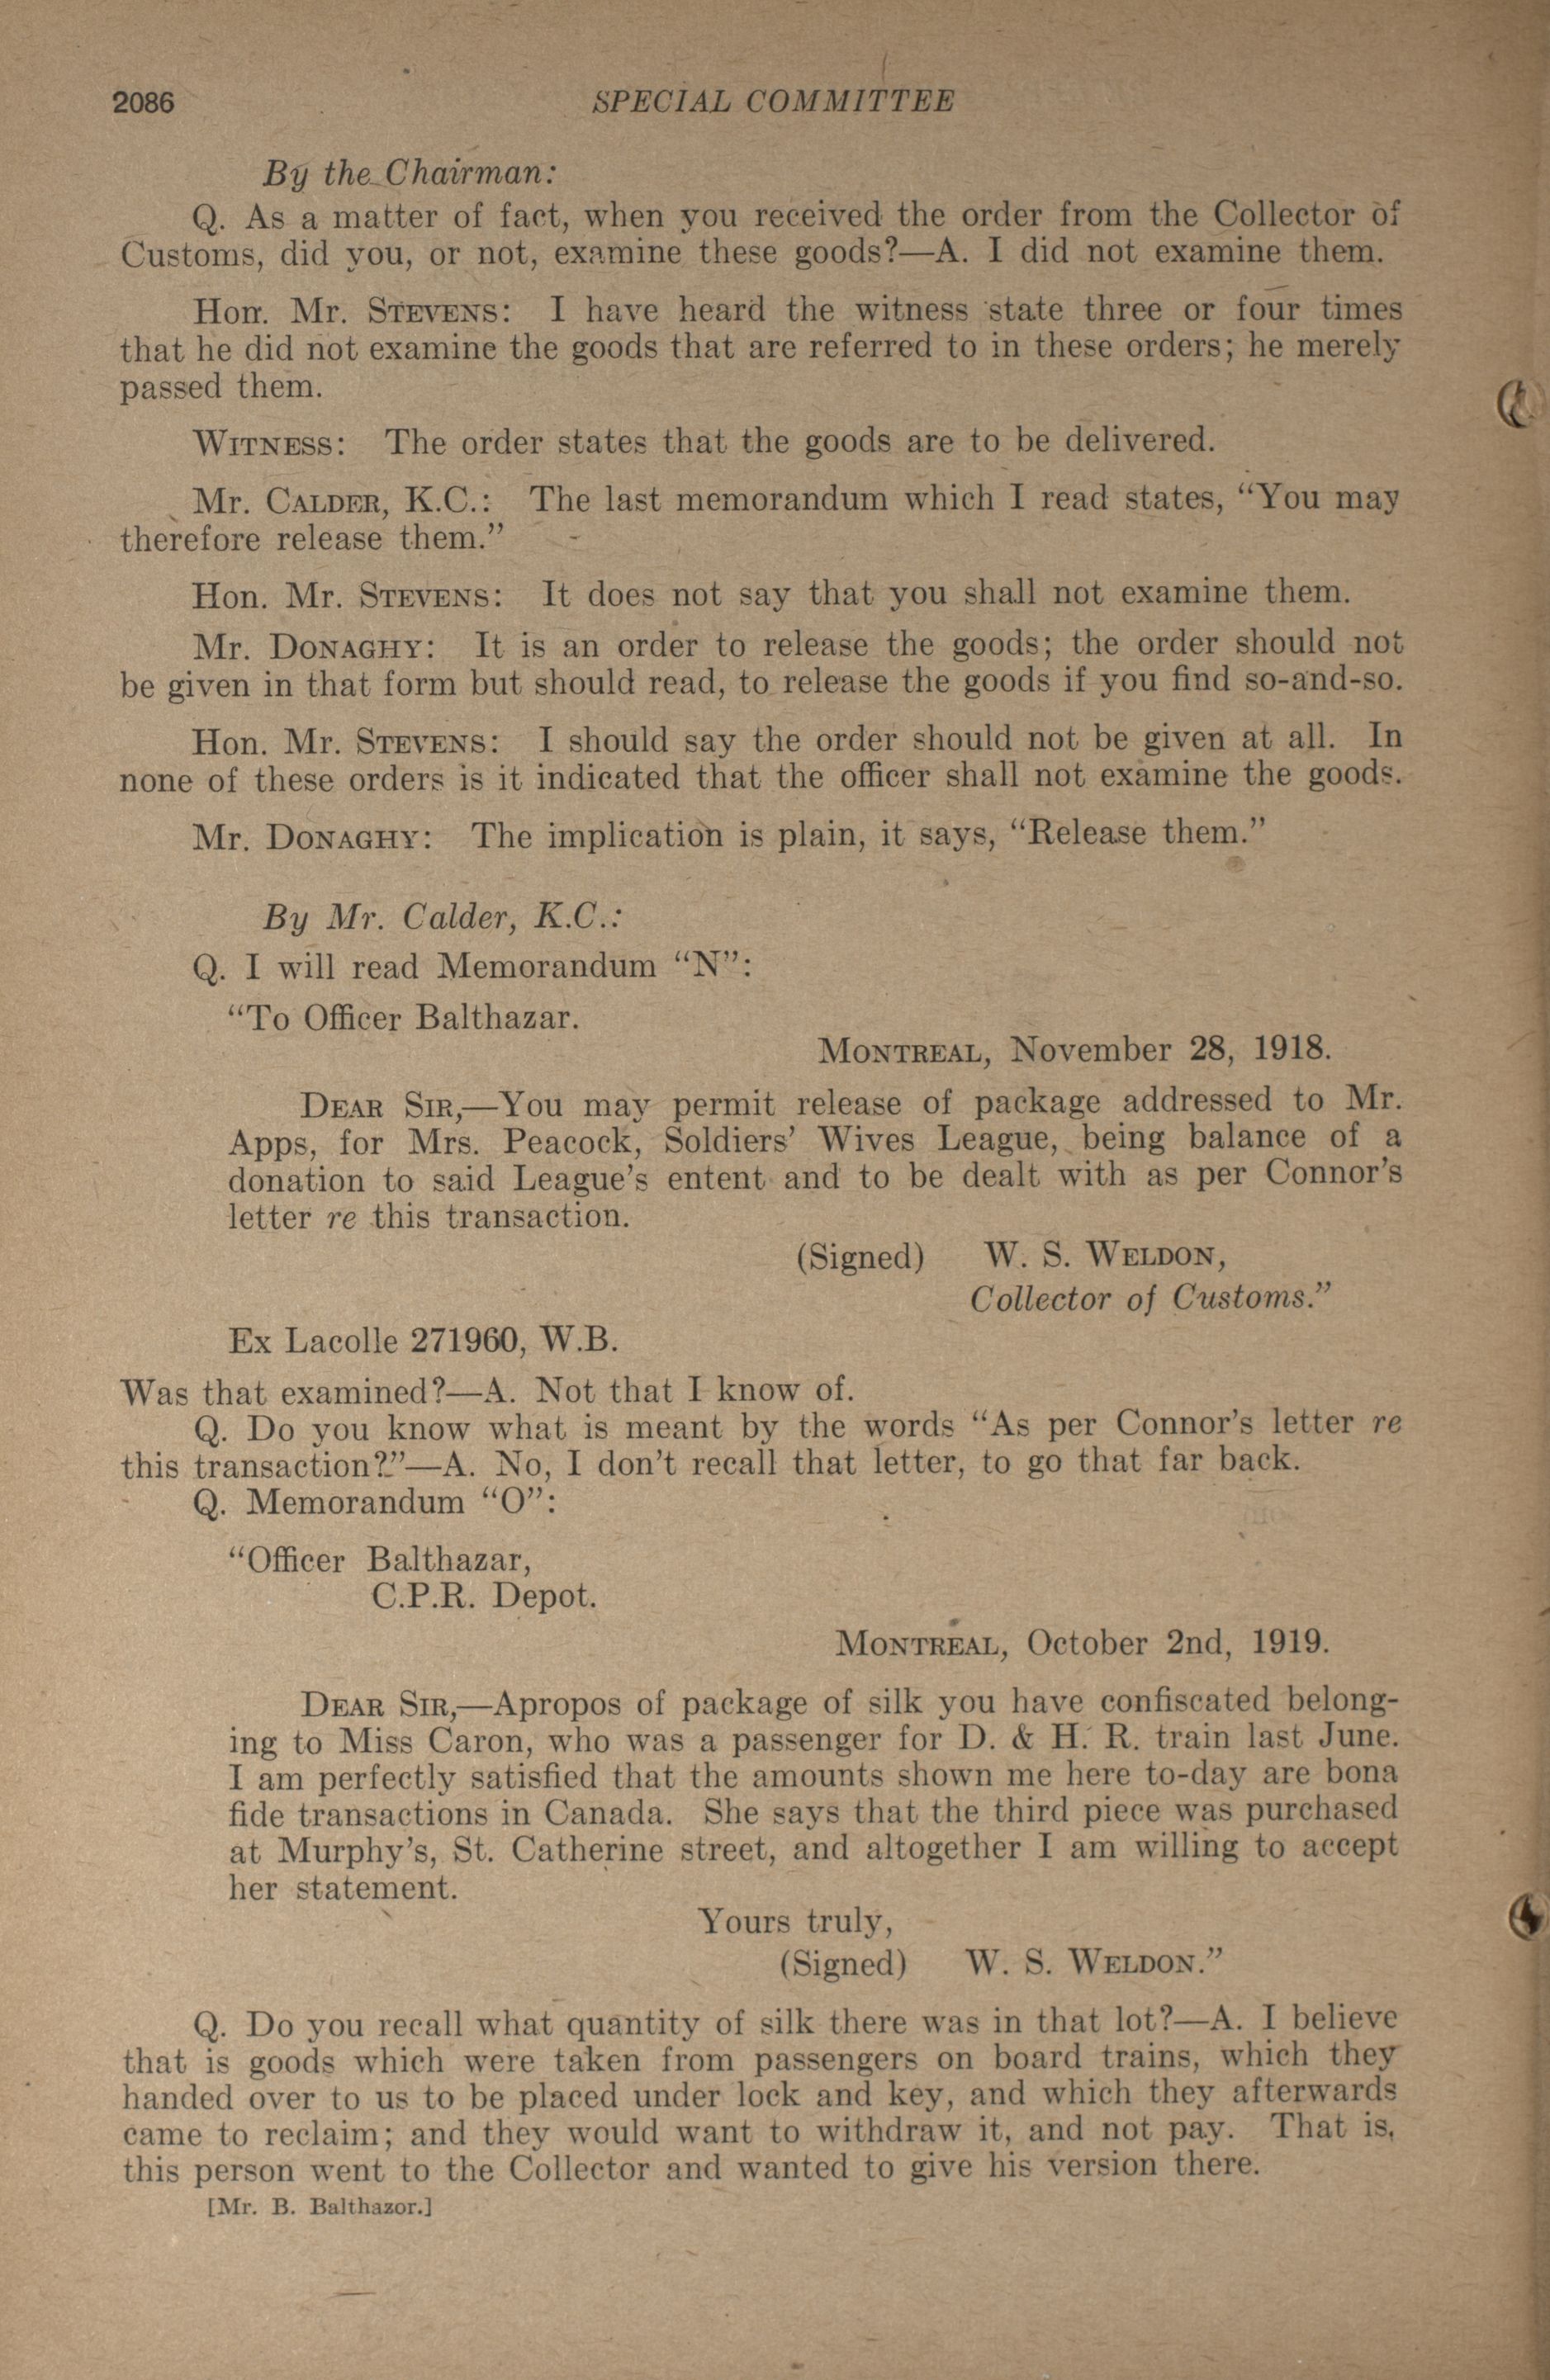 2086 SPECIAL COMMITTEE
By the Chairman:
Q. As a matter of fact, when you received the order from the Collector of
Customs, did you, or not, examine these goods?—A. I did not examine them.
Hon. Mr. STEVENS: I have heard the witness state three or four times
that he did not examine the goods that are referred to in these orders; he merely
passed them.
WITNESS: The order states that the goods are to be delivered.
Mr. CALDER, K.C.: The last memorandum which I read states, “You may
therefore release them.”
Hon. Mr. STEVENS: It does not say that you shall not examine them.
Mr. DONAGHY: It is an order to release the goods; the order should not
be given in that form but should read, to release the goods if you find so-and-so.
Hon. Mr. STEVENS: I should say the order should not be given at all. In
none of these orders is it indicated that the officer shall not examine the goods.
Mr. DONAGHY: The implication is plain, it says, “Release them.”
By Mr. Calder, K.C.:
Q. I will read Memorandum “N”:
“To Officer Balthazar.
MONTREAL, November 28, 1918.
DEAR SIR,—You may permit release of package addressed to Mr.
Apps, for Mrs. Peacock, Soldiers’ Wives League, being balance of a
donation to said League’s entent and to be dealt with as per Connor’s
letter re this transaction.
(Signed) W. S. WELDON,
Collector of Customs.”
Ex Lacolle 271960, W.B.
Was that examined?—A. Not that I know of.
Q. Do you know what is meant by the words “As per Connor’s letter re
this transaction?”—A. No, I don’t recall that letter, to go that far back.
Q. Memorandum “O”:
“Officer Balthazar,
C.P.R. Depot.
MONTREAL, October 2nd, 1919.
DEAR SIR,—Apropos of package of silk you have confiscated belong-
ing to Miss Caron, who was a passenger for D. & H. R. train last June.
I am perfectly satisfied that the amounts shown me here to-day are bona
fide transactions in Canada. She says that the third piece was purchased
at Murphy’s, St. Catherine street, and altogether I am willing to accept
her statement.
Yours truly,
(Signed) W. S. WELDON.”
Q. Do you recall what quantity of silk there was in that lot?—A. I believe
that is goods which were taken from passengers on board trains, which they
handed over to us to be placed under lock and key, and which they afterwards
came to reclaim; and they would want to withdraw it, and not pay. That is,
this person went to the Collector and wanted to give his version there.
[Mr. B. Balthazor.]